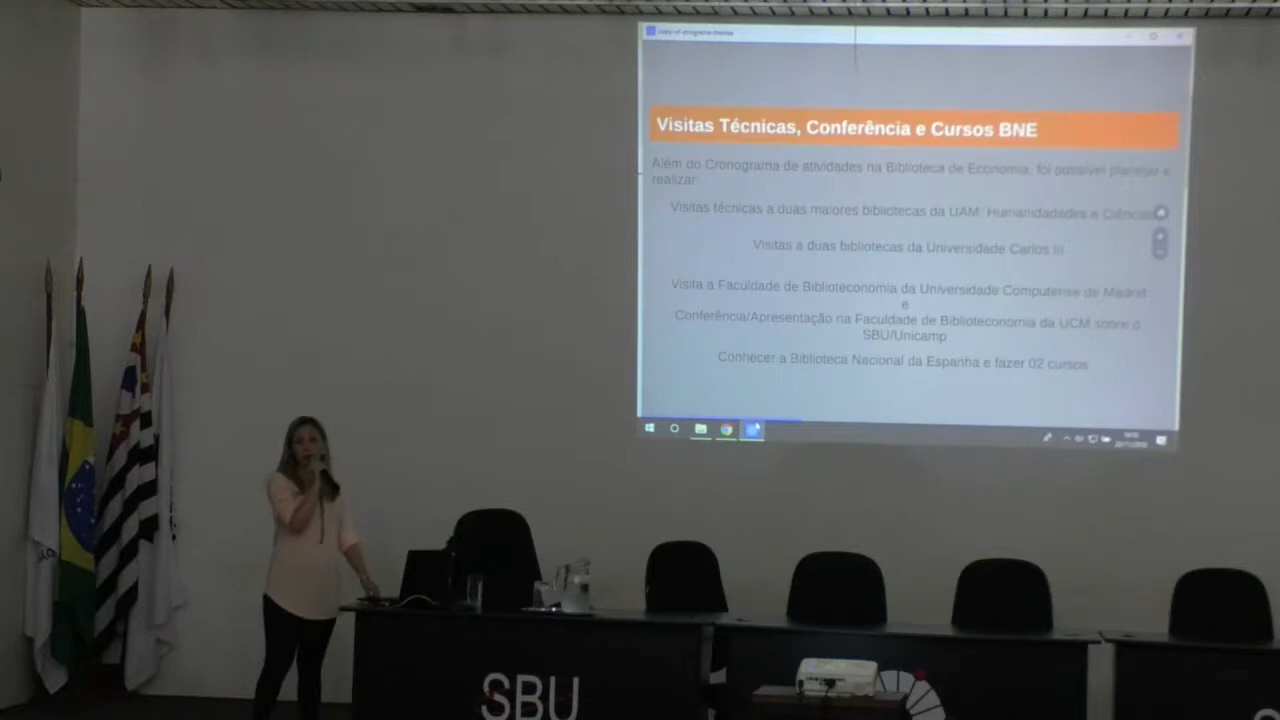 Visitas Técnicas, Conferência e Cursos BNE
Além do Cronograma de atividades na Biblioteca de Economia, foi possível planejar e
realizar:
Visitas técnicas a duas maiores bibliotecas da UAM: Humanidadedes e Ciências
Visitas a duas bibliotecas da Universidade Carlos III
Visita a Faculdade de Biblioteconomia da Universidade Computense de Madrid
e
Conferência/Apresentação na Faculdade de Biblioteconomia da UCM sobre o
SBU/Unicamp
Conhecer a Biblioteca Nacional da Espanha e fazer 02 cursos
SBU